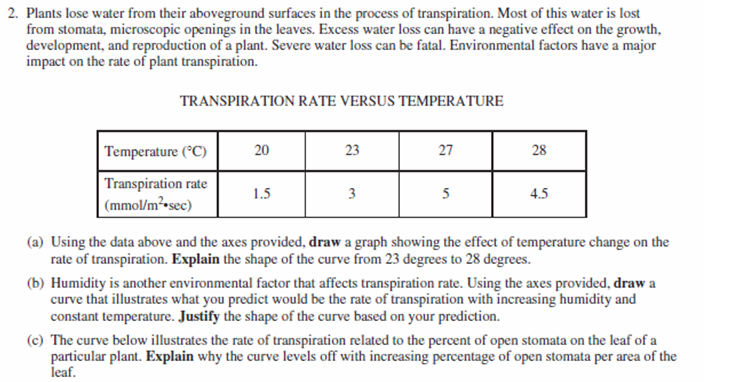 2. Plants lose water from their aboveground surfaces in the process of transpiration. Most of this water is lost
from stomata, microscopic openings in the leaves. Excess water loss can have a negative effect on the growth,
development, and reproduction of a plant. Severe water loss can be fatal. Environmental factors have a major
impact on the rate of plant transpiration.
TRANSPIRATION RATE VERSUS TEMPERATURE
Temperature (°C) 20 23 27 28
Transpiration rate
(mmol/m²•sec) 1.5 3 5 4.5
(a) Using the data above and the axes provided, draw a graph showing the effect of temperature change on the
rate of transpiration. Explain the shape of the curve from 23 degrees to 28 degrees.
(b) Humidity is another environmental factor that affects transpiration rate. Using the axes provided, draw a
curve that illustrates what you predict would be the rate of transpiration with increasing humidity and
constant temperature. Justify the shape of the curve based on your prediction.
(c) The curve below illustrates the rate of transpiration related to the percent of open stomata on the leaf of a
particular plant. Explain why the curve levels off with increasing percentage of open stomata per area of the
leaf.